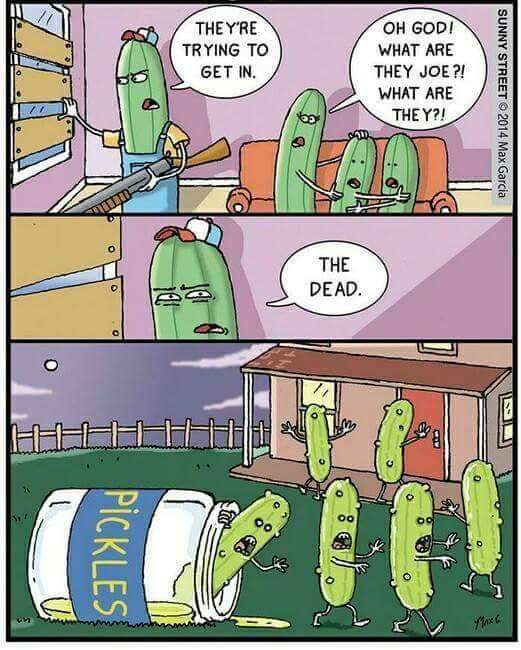 THEY'RE
TRYING TO
GET IN.
OH GOD!
WHAT ARE
THEY JOE?!
WHAT ARE
THEY?!
SUNNY STREET © 2014 Max Garcia
THE
DEAD.
PICKLES
MAX G